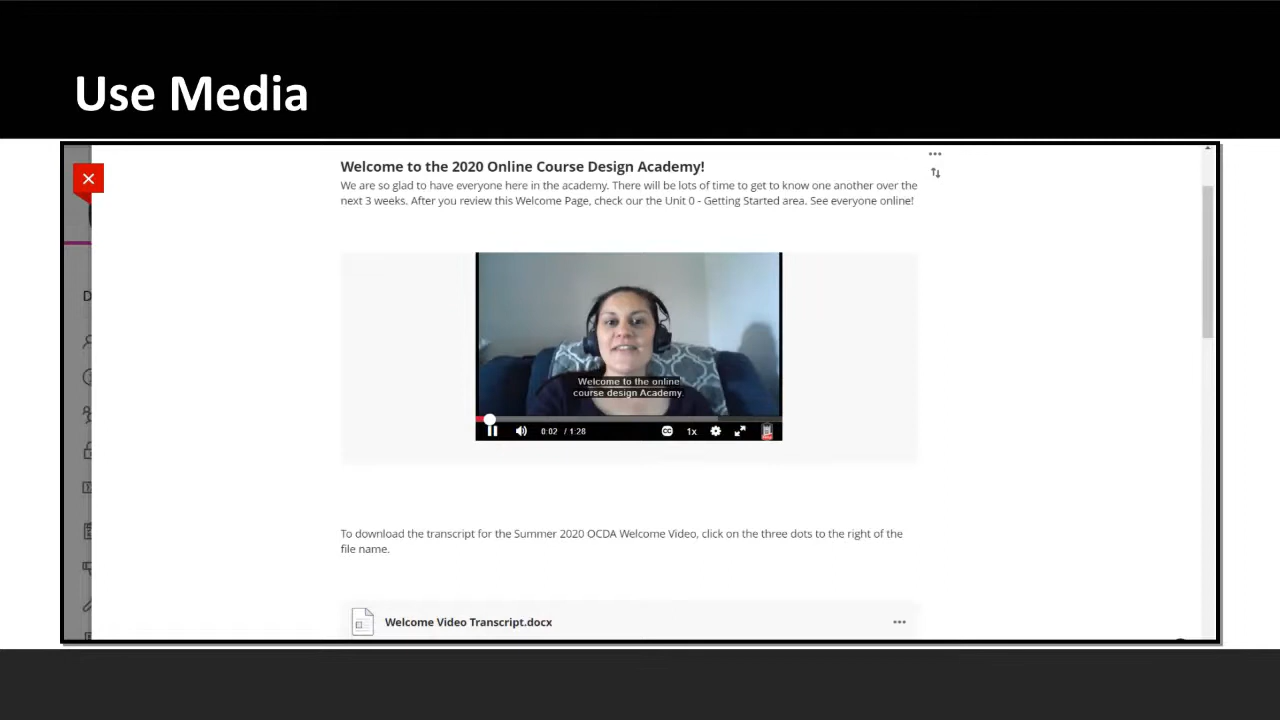 Use Media
Welcome to the 2020 Online Course Design Academy!
We are so glad to have everyone here in the academy. There will be lots of time to get to know one another over the
next 3 weeks. After you review this Welcome Page, check our the Unit 0 - Getting Started area. See everyone online!
D
Welcome to the online
course design Academy.
0:02 / 1:28
CC
1x
To download the transcript for the Summer 2020 OCDA Welcome Video, click on the three dots to the right of the
file name.
Welcome Video Transcript.docx